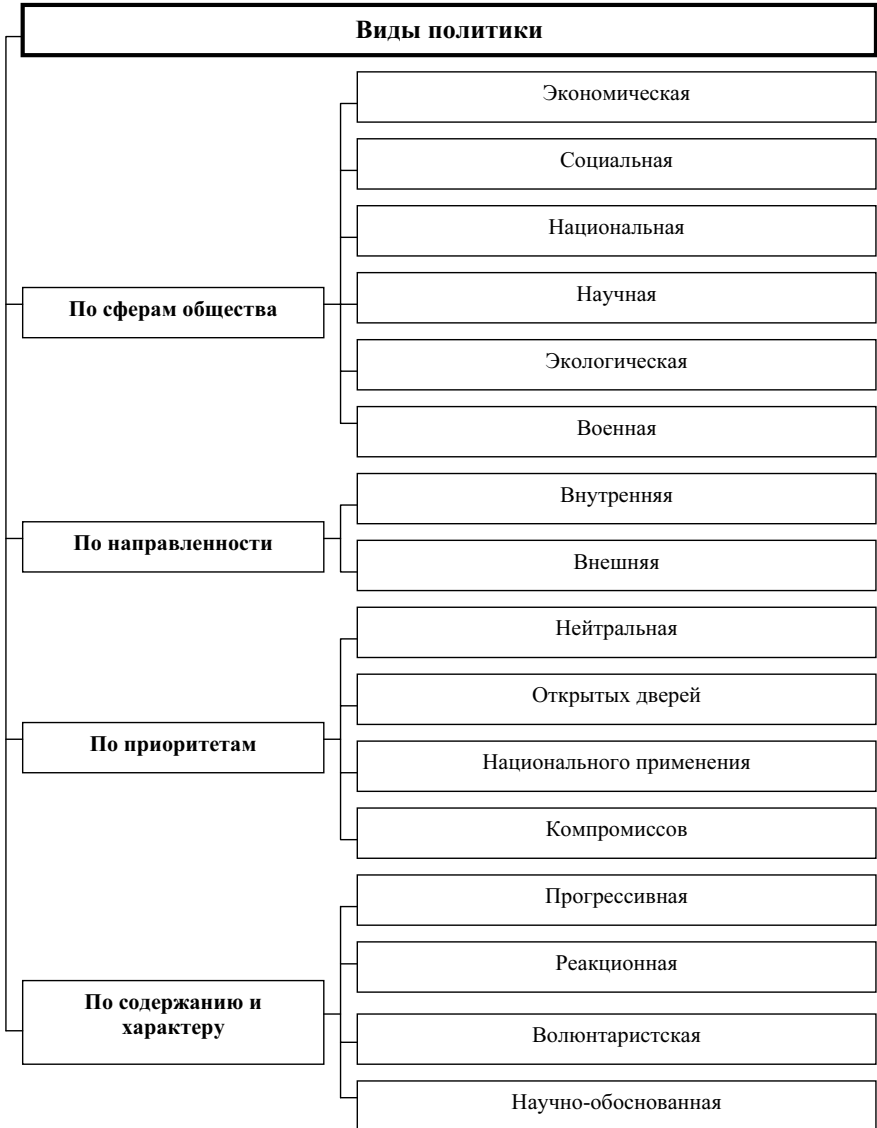 Виды политики
По сферам общества
Экономическая
Социальная
Национальная
Научная
Экологическая
Военная
По направленности
Внутренняя
Внешняя
По приоритетам
Нейтральная
Открытых дверей
Национального применения
Компромиссов
По содержанию и
характеру
Прогрессивная
Реакционная
Волюнтаристская
Научно-обоснованная